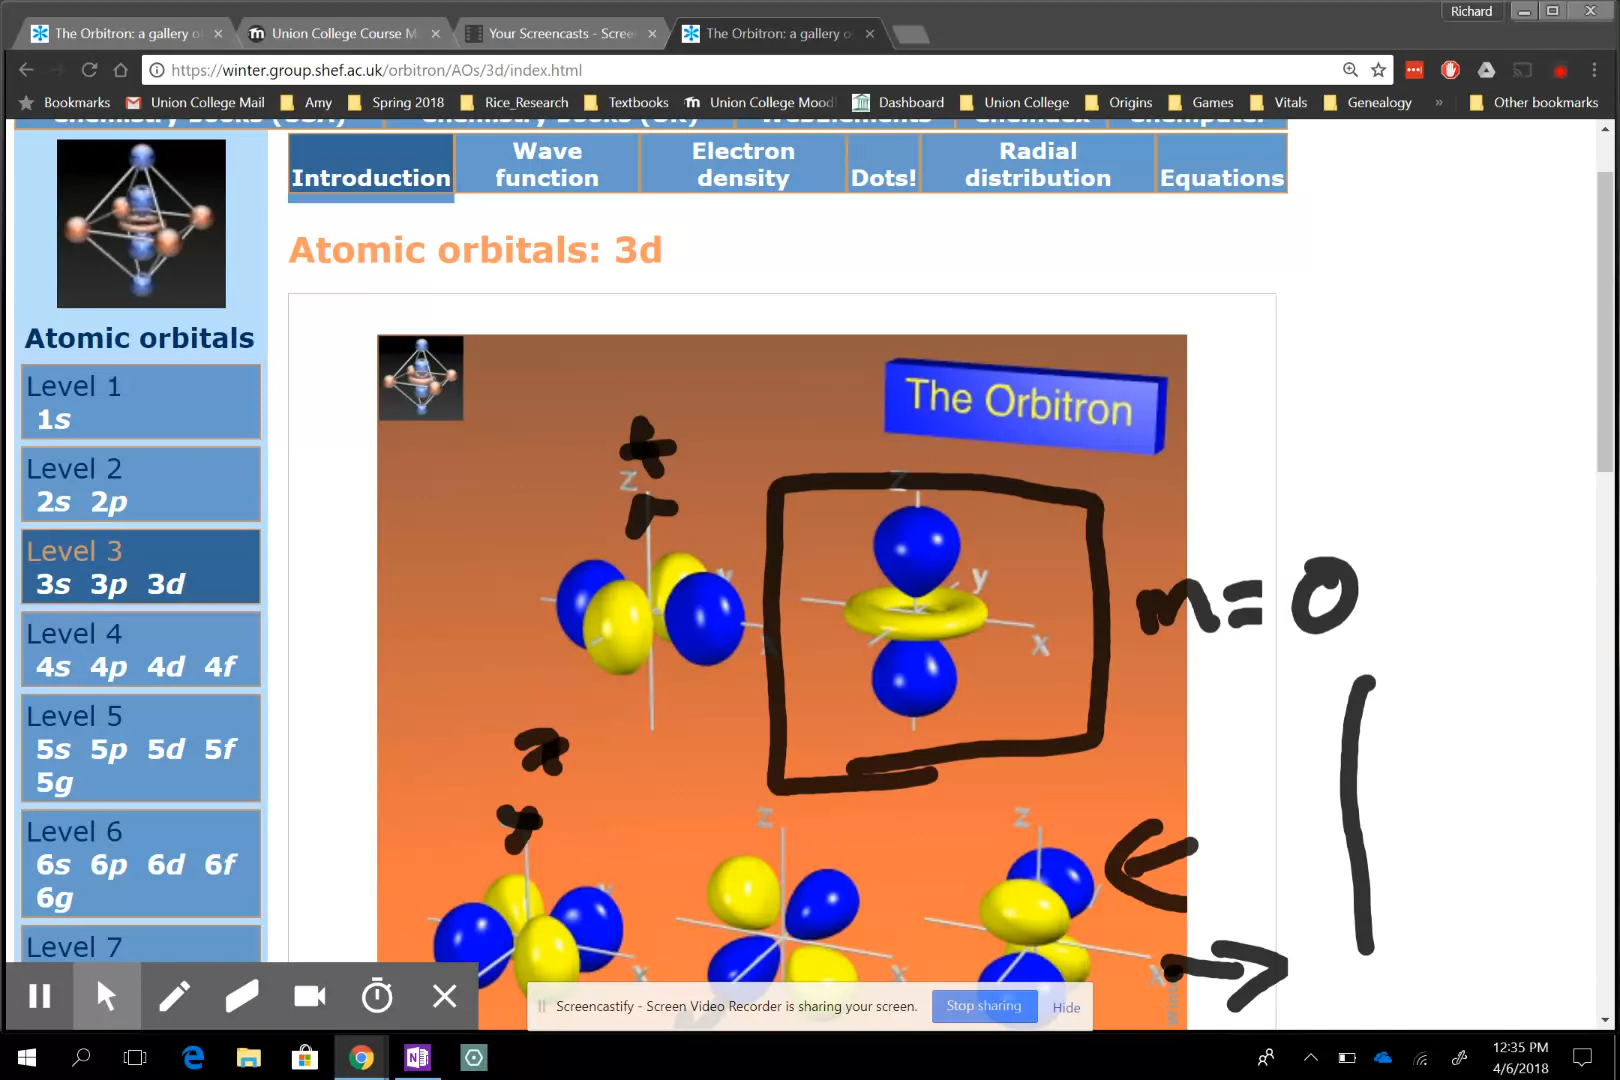 Richard
The Orbitron: a gallery o
Union College Course M
Your Screencasts - Scree
The Orbitron: a gallery o
https://winter.group.shef.ac.uk/orbitron/AOs/3d/index.html
Bookmarks
Union College Mail
Amy
Spring 2018
Rice_Research
Textbooks
Union College Mood
Dashboard
Union College
Origins
Games
Vitals
Genealogy
»
Other bookmarks
Introduction
Wave
function
Electron
density
Dots!
Radial
distribution
Equations
Atomic orbitals: 3d
Atomic orbitals
Level 1
1s
Level 2
2s 2p
Level 3
3s 3p 3d
Level 4
4s 4p 4d 4f
Level 5
5s 5p 5d 5f
5g
Level 6
6s 6p 6d 6f
6g
Level 7
The Orbitron
z
z
y
x
m=0
z
z
x
x
x
Screencastify - Screen Video Recorder is sharing your screen.
Stop sharing
Hide
12:35 PM
4/6/2018